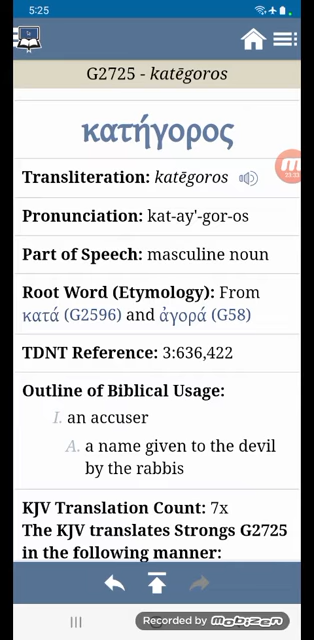 5:25
G2725 - katēgoros
κατήγορος
Transliteration: katēgoros
33:33
Pronunciation: kat-ay'-gor-os
Part of Speech: masculine noun
Root Word (Etymology): From
κατά (G2596) and ἀγορά (G58)
TDNT Reference: 3:636,422
Outline of Biblical Usage:
I. an accuser
A. a name given to the devil
by the rabbis
KJV Translation Count: 7x
The KJV translates Strongs G2725
in the following manner:
Recorded by mobizen